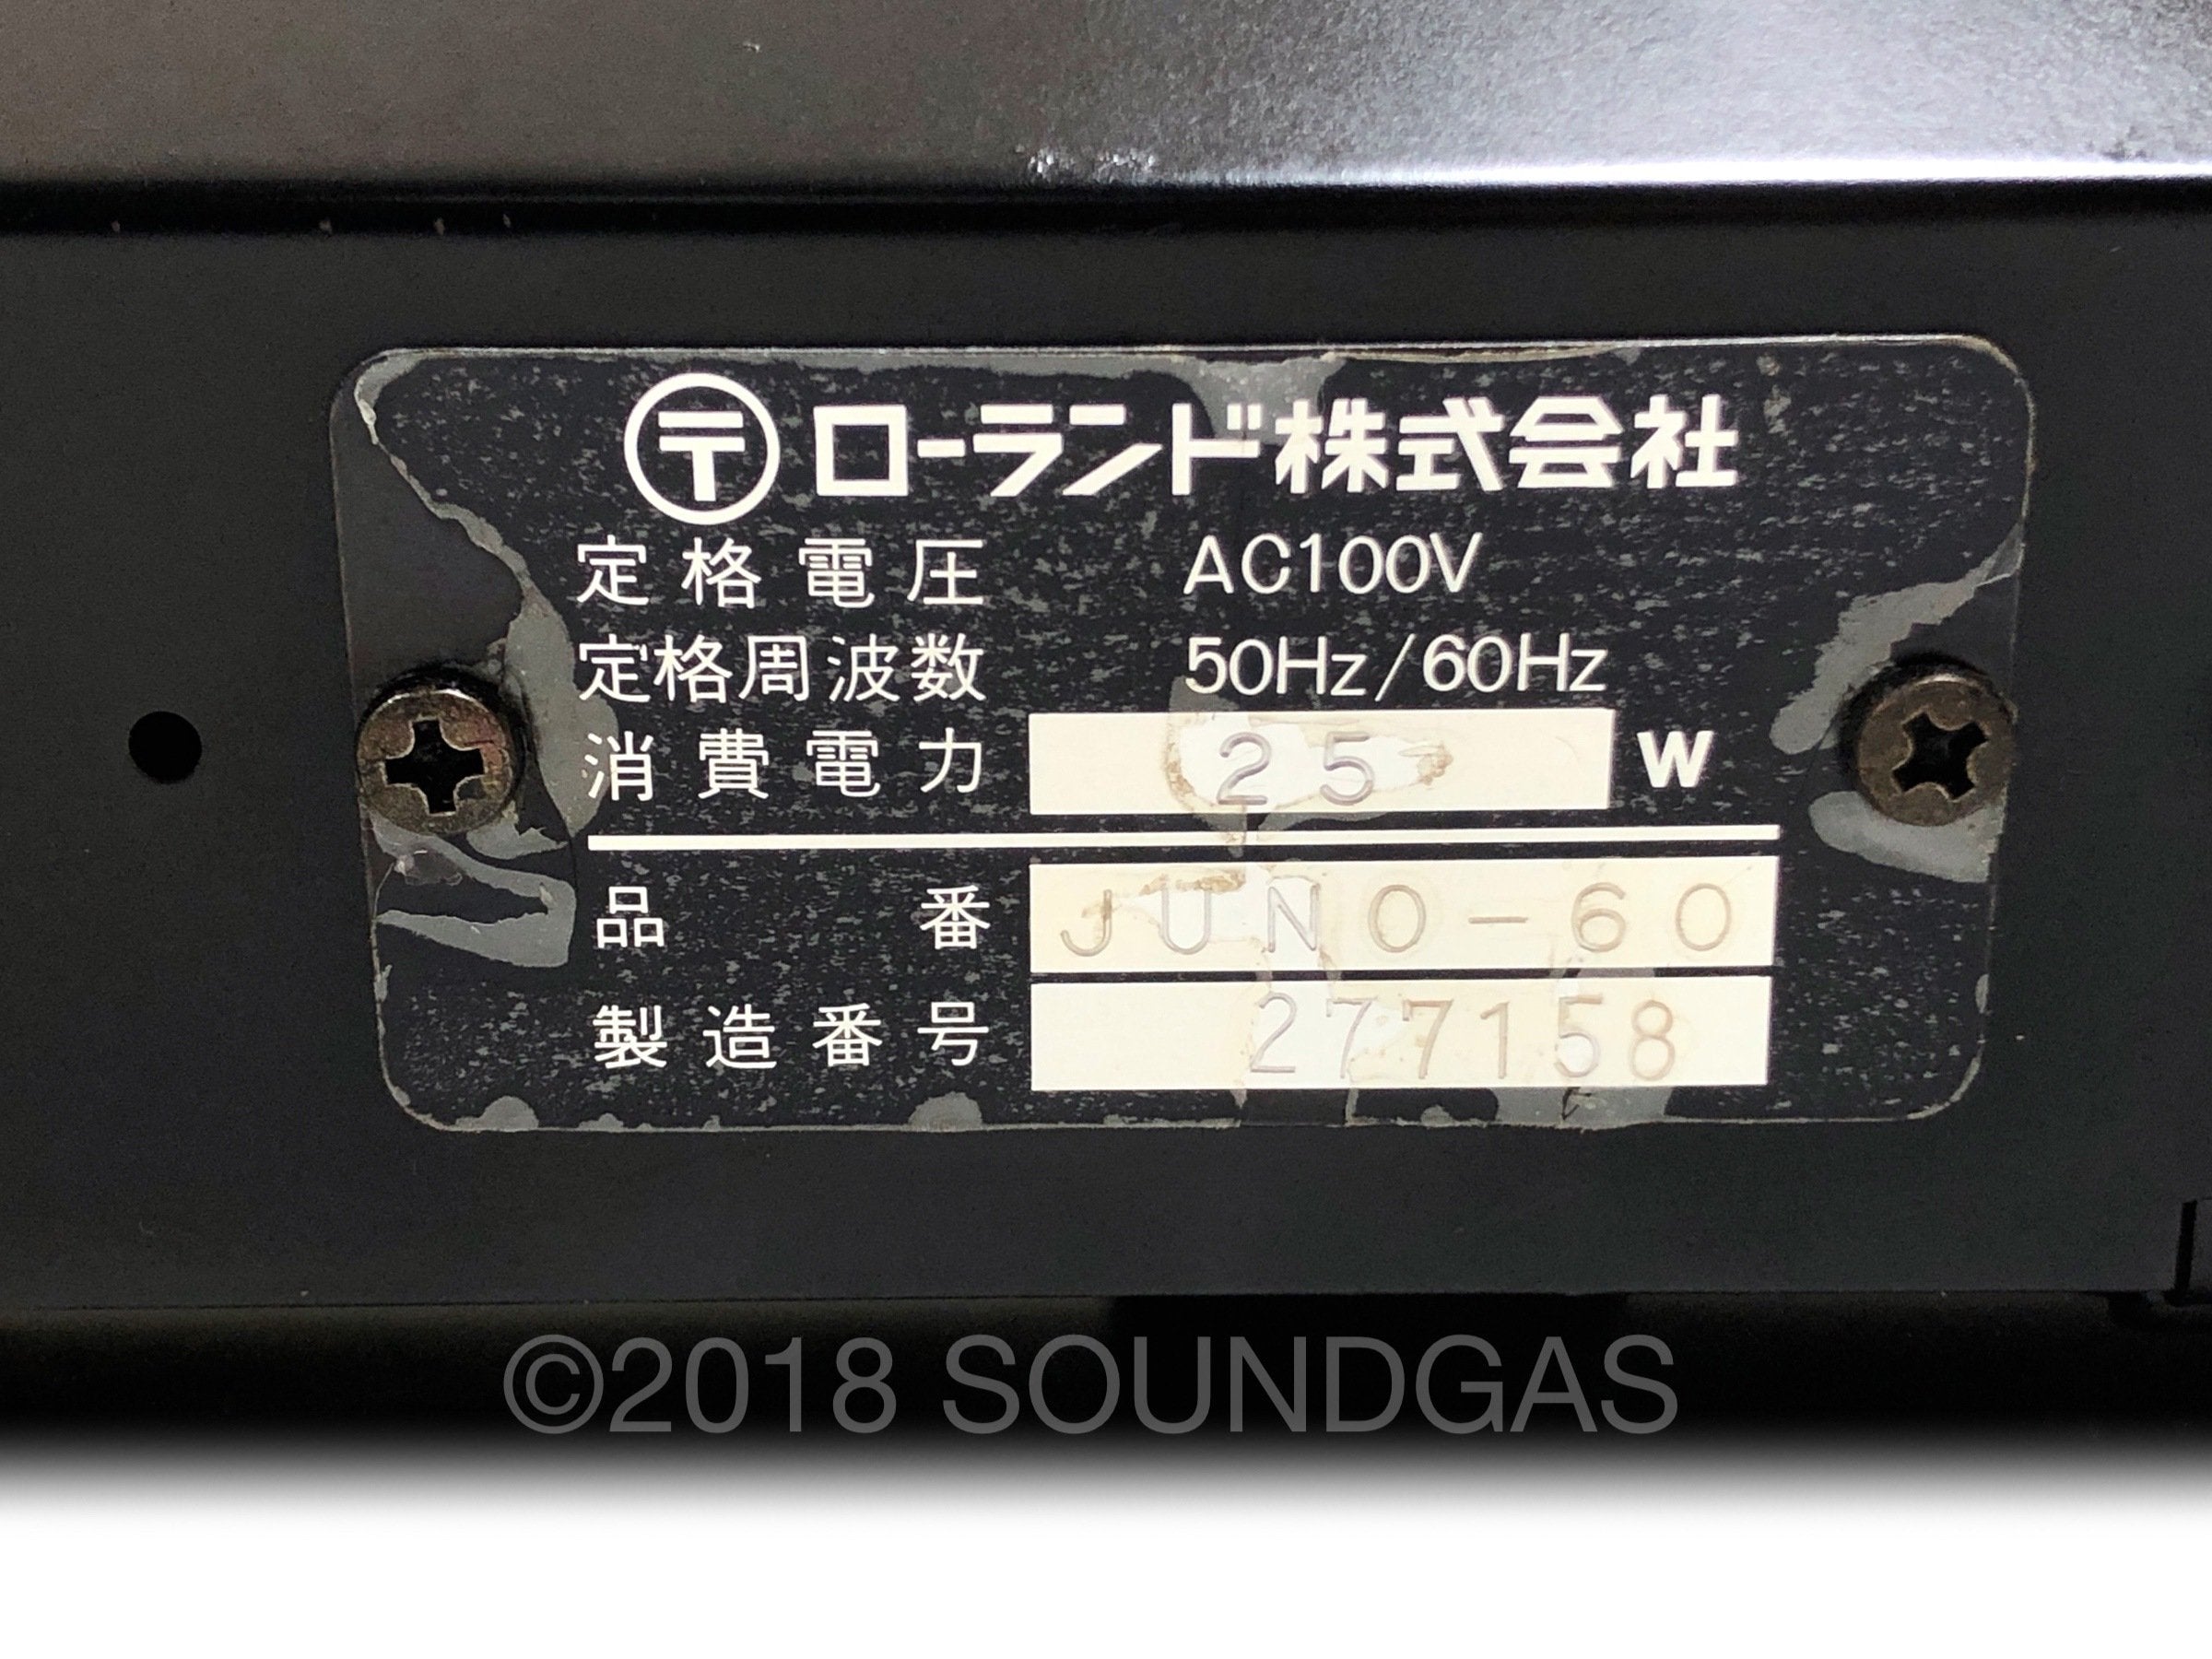 〒ローランド株式会社
定格電圧 AC100V
定格周波数 50Hz/60Hz
消費電力 25 W
品番 JUNO-60
製造番号 277158
©2018 SOUNDGAS